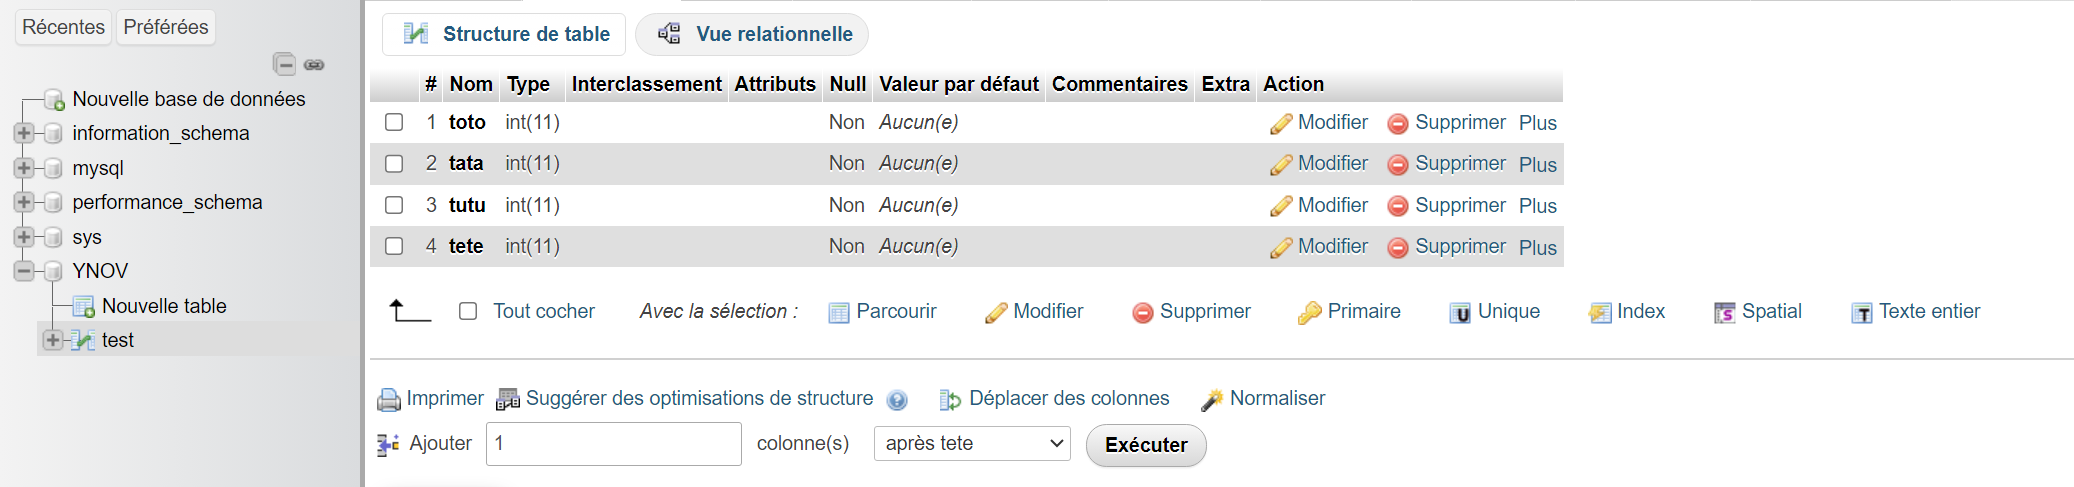 Récentes Préférées
Nouvelle base de données
information_schema
mysql
performance_schema
sys
YNOV
Nouvelle table
test
Structure de table Vue relationnelle
# Nom Type Interclassement Attributs Null Valeur par défaut Commentaires Extra Action
1 toto int(11) Non Aucun(e) Modifier Supprimer Plus
2 tata int(11) Non Aucun(e) Modifier Supprimer Plus
3 tutu int(11) Non Aucun(e) Modifier Supprimer Plus
4 tete int(11) Non Aucun(e) Modifier Supprimer Plus
Tout cocher Avec la sélection : Parcourir Modifier Supprimer Primaire Unique Index Spatial Texte entier
Imprimer Suggérer des optimisations de structure Déplacer des colonnes Normaliser
Ajouter 1 colonne(s) après tete Exécuter